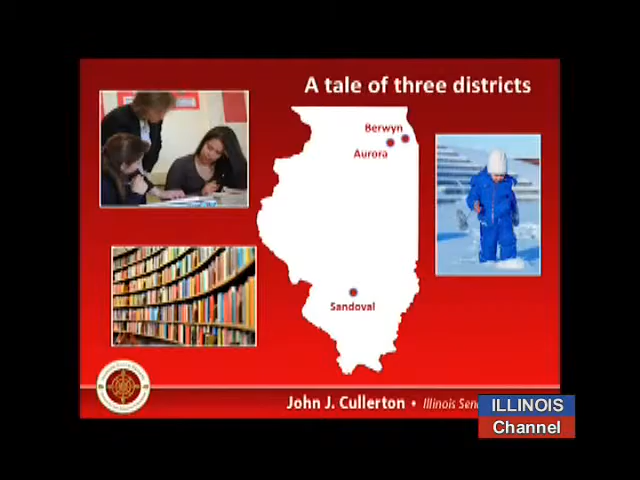 A tale of three districts
Berwyn
Aurora
Sandoval
John J. Cullerton • Illinois Sen
ILLINOIS
Channel